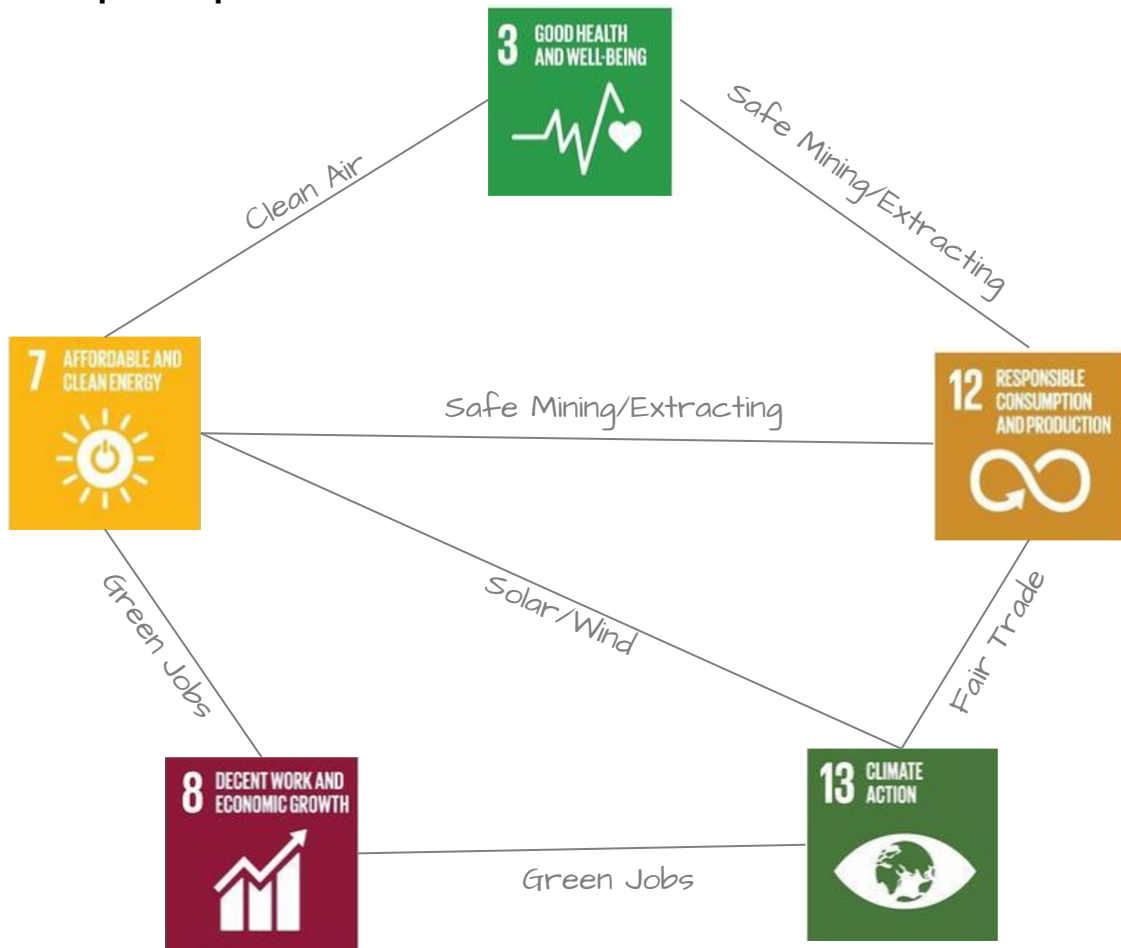 3 GOOD HEALTH
AND WELL-BEING
Safe Mining/Extracting
Clean Air
7 AFFORDABLE AND
CLEAN ENERGY
Safe Mining/Extracting
12 RESPONSIBLE
CONSUMPTION
AND PRODUCTION
Green Jobs
Solar/Wind
Fair Trade
8 DECENT WORK AND
ECONOMIC GROWTH
13 CLIMATE
ACTION
Green Jobs